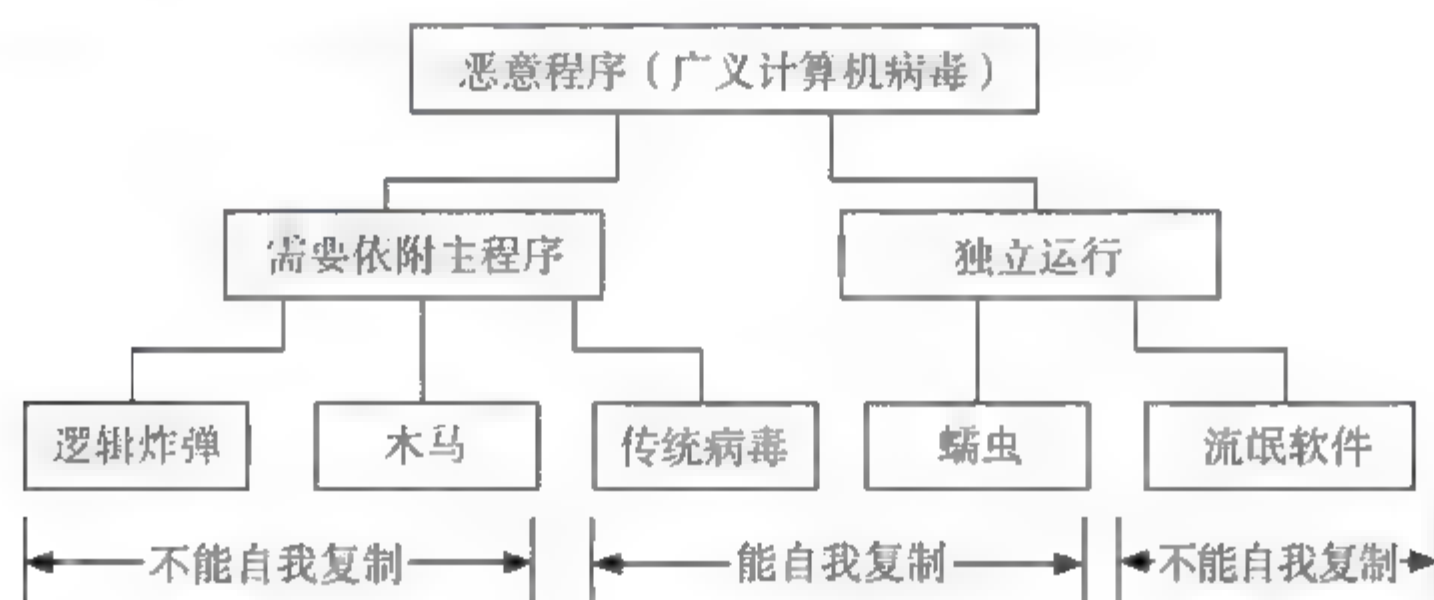 恶意程序（广义计算机病毒）
需要依附主程序
独立运行
逻辑炸弹
木马
传统病毒
蠕虫
流氓软件
不能自我复制
能自我复制
不能自我复制